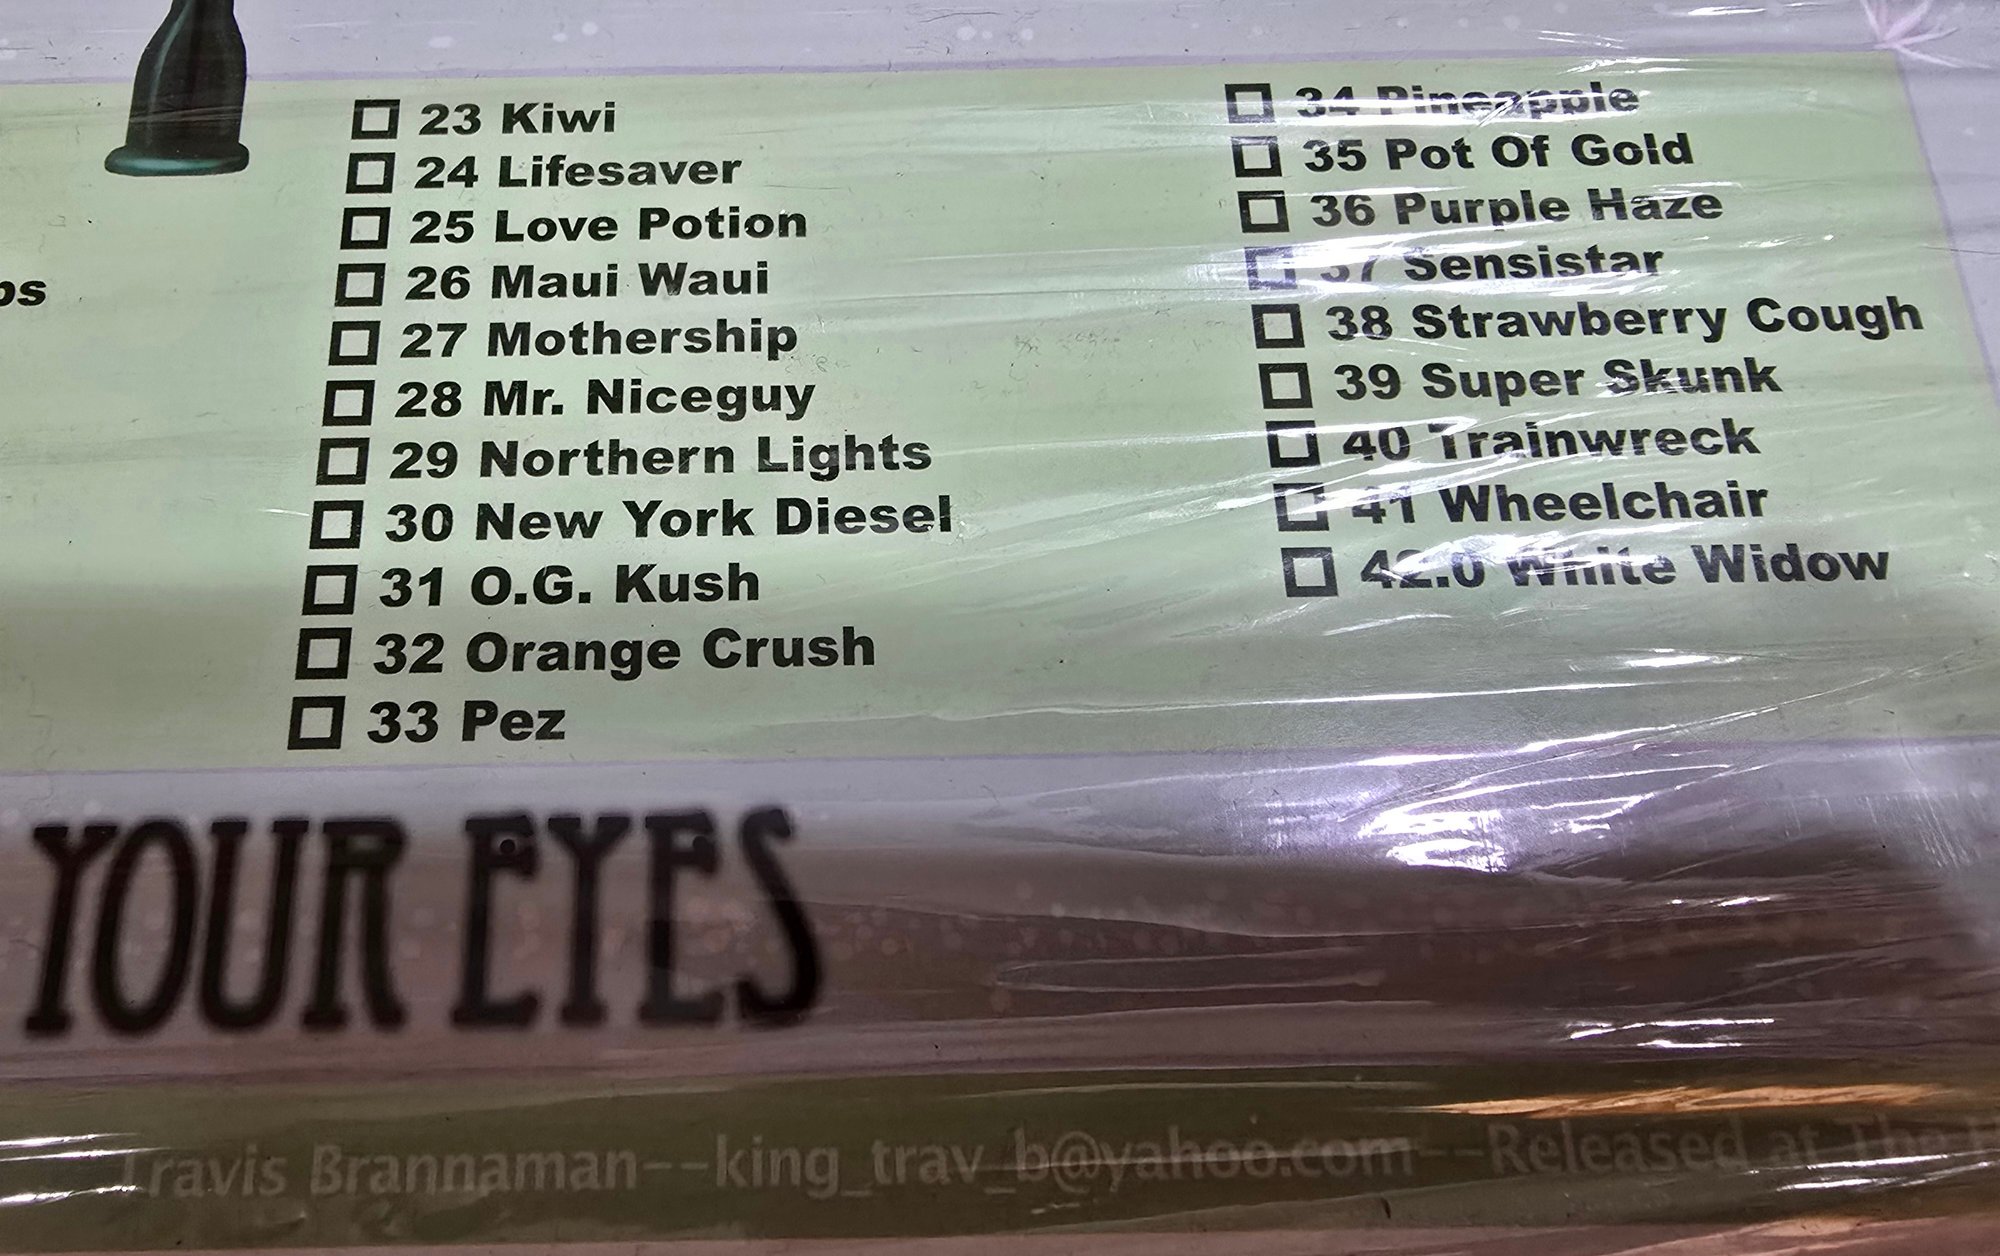 23 Kiwi
24 Lifesaver
25 Love Potion
26 Maui Waui
27 Mothership
28 Mr. Niceguy
29 Northern Lights
30 New York Diesel
31 O.G. Kush
32 Orange Crush
33 Pez
34 Pineapple
35 Pot Of Gold
36 Purple Haze
37 Sensistar
38 Strawberry Cough
39 Super Skunk
40 Trainwreck
41 Wheelchair
42.0 White Widow
YOUR EYES
Travis Brannaman--king_trav_b@yahoo.com--Released at The